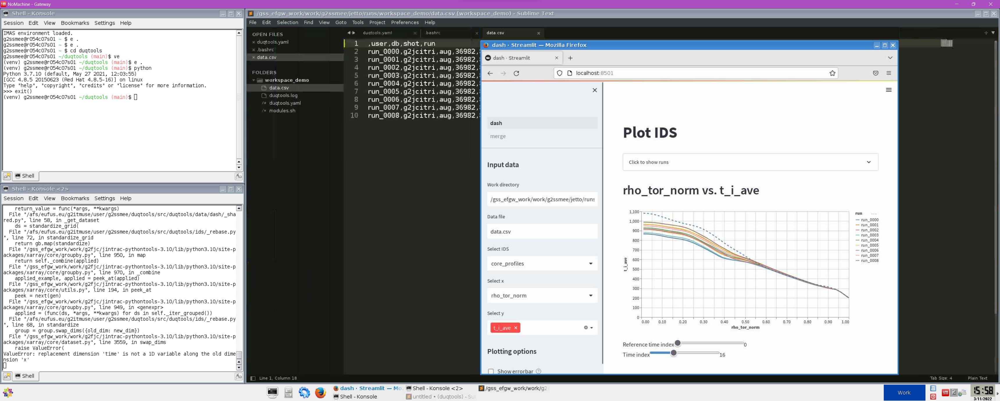 NoMachine - Gateway
Shell - Konsole
Session Edit View Bookmarks Settings Help
IMAS environment loaded.
g2ssmee@r054c07s01 ~ $ e .
g2ssmee@r054c07s01 ~ $ e .
g2ssmee@r054c07s01 ~ $ cd duqtools
g2ssmee@r054c07s01 ~/duqtools (main)$ ve
(venv) g2ssmee@r054c07s01 ~/duqtools (main)$ e .
(venv) g2ssmee@r054c07s01 ~/duqtools (main)$ python
Python 3.7.10 (default, May 27 2021, 12:03:55)
[GCC 4.8.5 20150623 (Red Hat 4.8.5-16)] on linux
Type "help", "copyright", "credits" or "license" for more information.
>>> exit()
(venv) g2ssmee@r054c07s01 ~/duqtools (main)$
Shell
Shell - Konsole <2>
Session Edit View Bookmarks Settings Help
return_value = func(*args, **kwargs)
File "/afs/eufus.eu/g2itmuse/user/g2ssmee/duqtools/src/duqtools/data/dash/_sha
red.py", line 58, in _get_dataset
ds = standardize_grid(
File "/afs/eufus.eu/g2itmuse/user/g2ssmee/duqtools/src/duqtools/ids/_rebase.py
", line 72, in standardize_grid
return gb.map(standardize)
File "/gss_efgw_work/work/g2fjc/jintrac-pythontools-3.10/lib/python3.10/site-p
ackages/xarray/core/groupby.py", line 950, in map
return self._combine(applied)
File "/gss_efgw_work/work/g2fjc/jintrac-pythontools-3.10/lib/python3.10/site-p
ackages/xarray/core/groupby.py", line 970, in _combine
applied_example, applied = peek_at(applied)
File "/gss_efgw_work/work/g2fjc/jintrac-pythontools-3.10/lib/python3.10/site-p
ackages/xarray/core/utils.py", line 194, in peek_at
peek = next(gen)
File "/gss_efgw_work/work/g2fjc/jintrac-pythontools-3.10/lib/python3.10/site-p
ackages/xarray/core/groupby.py", line 949, in <genexpr>
applied = (func(ds, *args, **kwargs) for ds in self._iter_grouped())
File "/afs/eufus.eu/g2itmuse/user/g2ssmee/duqtools/src/duqtools/ids/_rebase.py
", line 68, in standardize
group = group.swap_dims({old_dim: new_dim})
File "/gss_efgw_work/work/g2fjc/jintrac-pythontools-3.10/lib/python3.10/site-p
ackages/xarray/core/dataset.py", line 3559, in swap_dims
raise ValueError(
ValueError: replacement dimension 'time' is not a 1D variable along the old dime
nsion 'x'
Shell
/gss_efgw_work/work/g2ssmee/jetto/runs/workspace_demo/data.csv (workspace_demo) - Sublime Text
File Edit Selection Find View Goto Tools Project Preferences Help
OPEN FILES
duqtools.yaml
.bashrc
data.csv
FOLDERS
workspace_demo
data.csv
duqtools.log
duqtools.yaml
modules.sh
duqtools.yaml .bashrc data.csv
1 ,user,db,shot,run
2 run_0000,g2jcitri,aug,36982,
3 run_0001,g2jcitri,aug,36982,
4 run_0002,g2jcitri,aug,36982,
5 run_0003,g2jcitri,aug,36982,
6 run_0004,g2jcitri,aug,36982,
7 run_0005,g2jcitri,aug,36982,
8 run_0006,g2jcitri,aug,36982,
9 run_0007,g2jcitri,aug,36982,
10 run_0008,g2jcitri,aug,36982,
Line 1, Column 18
Tab Size: 4 Plain Text
dash · Streamlit — Mozilla Firefox
dash · Streamlit
localhost:8501
dash
merge
Input data
Work directory
/gss_efgw_work/work/g2ssmee/jetto/runs
Data file
data.csv
Select IDS
core_profiles
Select x
rho_tor_norm
Select y
t_i_ave
Plotting options
Show errorbar
Plot IDS
Click to show runs
rho_tor_norm vs. t_i_ave
1,100
1,000
900
800
700
600
500
400
300
200
100
0
t_i_ave
0.00 0.10 0.20 0.30 0.40 0.50 0.60 0.70 0.80 0.90 1.00
rho_tor_norm
run
run_0000
run_0001
run_0002
run_0003
run_0004
run_0005
run_0006
run_0007
run_0008
Reference time index 0
Time index 16
dash · Streamlit — Mo
Shell - Konsole <2>
/gss_efgw_work/work/g2
Shell - Konsole
untitled • (duqtools) - Su
Work
it
15:58
3/11/2022